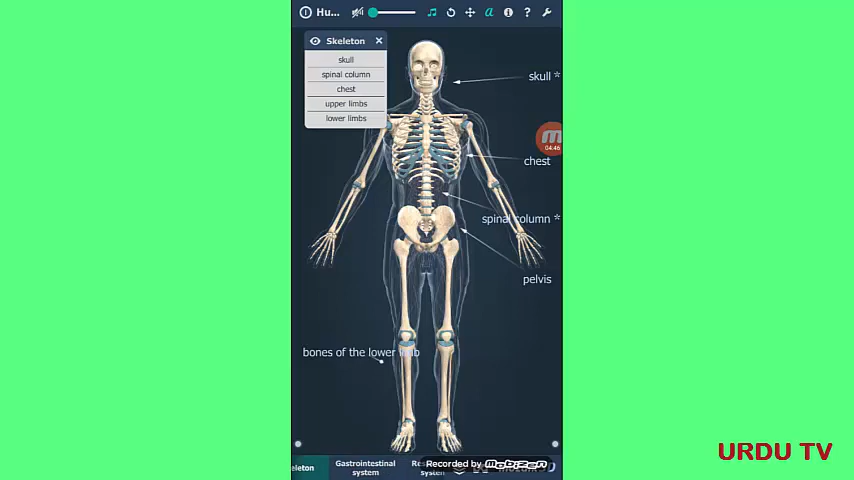 Hu...
a i ?
Skeleton
skull
spinal column
chest
upper limbs
lower limbs
skull *
04:46
chest
spinal column *
pelvis
bones of the lower limb
leton
Gastrointestinal
system
Recorded by
MOBIZEN
URDU TV